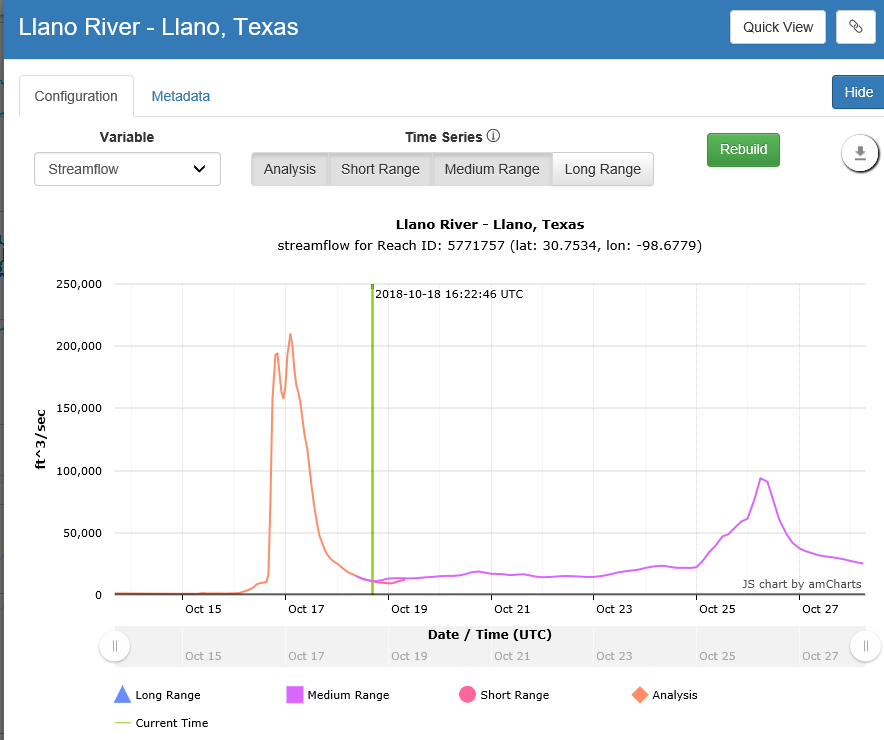 Llano River - Llano, Texas
Quick View
Configuration
Metadata
Hide
Variable
Time Series
Streamflow
Analysis
Short Range
Medium Range
Long Range
Rebuild
Llano River - Llano, Texas
streamflow for Reach ID: 5771757 (lat: 30.7534, lon: -98.6779)
250,000
2018-10-18 16:22:46 UTC
200,000
150,000
ft^3/sec
100,000
50,000
JS chart by amCharts
0
Oct 15 Oct 17 Oct 19 Oct 21 Oct 23 Oct 25 Oct 27
Date / Time (UTC)
Oct 15 Oct 17 Oct 19 Oct 21 Oct 23 Oct 25 Oct 27
Long Range
Medium Range
Short Range
Analysis
Current Time